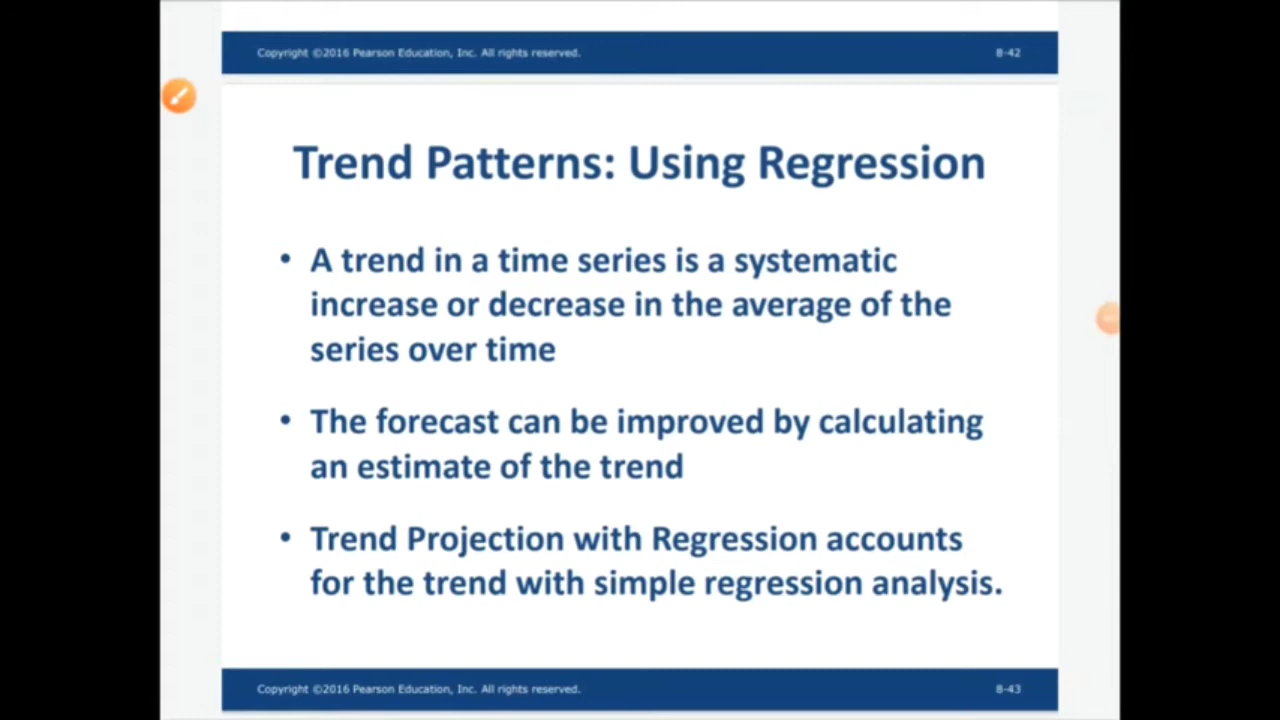 Copyright ©2016 Pearson Education, Inc. All rights reserved. 8-42
Trend Patterns: Using Regression
• A trend in a time series is a systematic
increase or decrease in the average of the
series over time
• The forecast can be improved by calculating
an estimate of the trend
• Trend Projection with Regression accounts
for the trend with simple regression analysis.
Copyright ©2016 Pearson Education, Inc. All rights reserved. 8-43